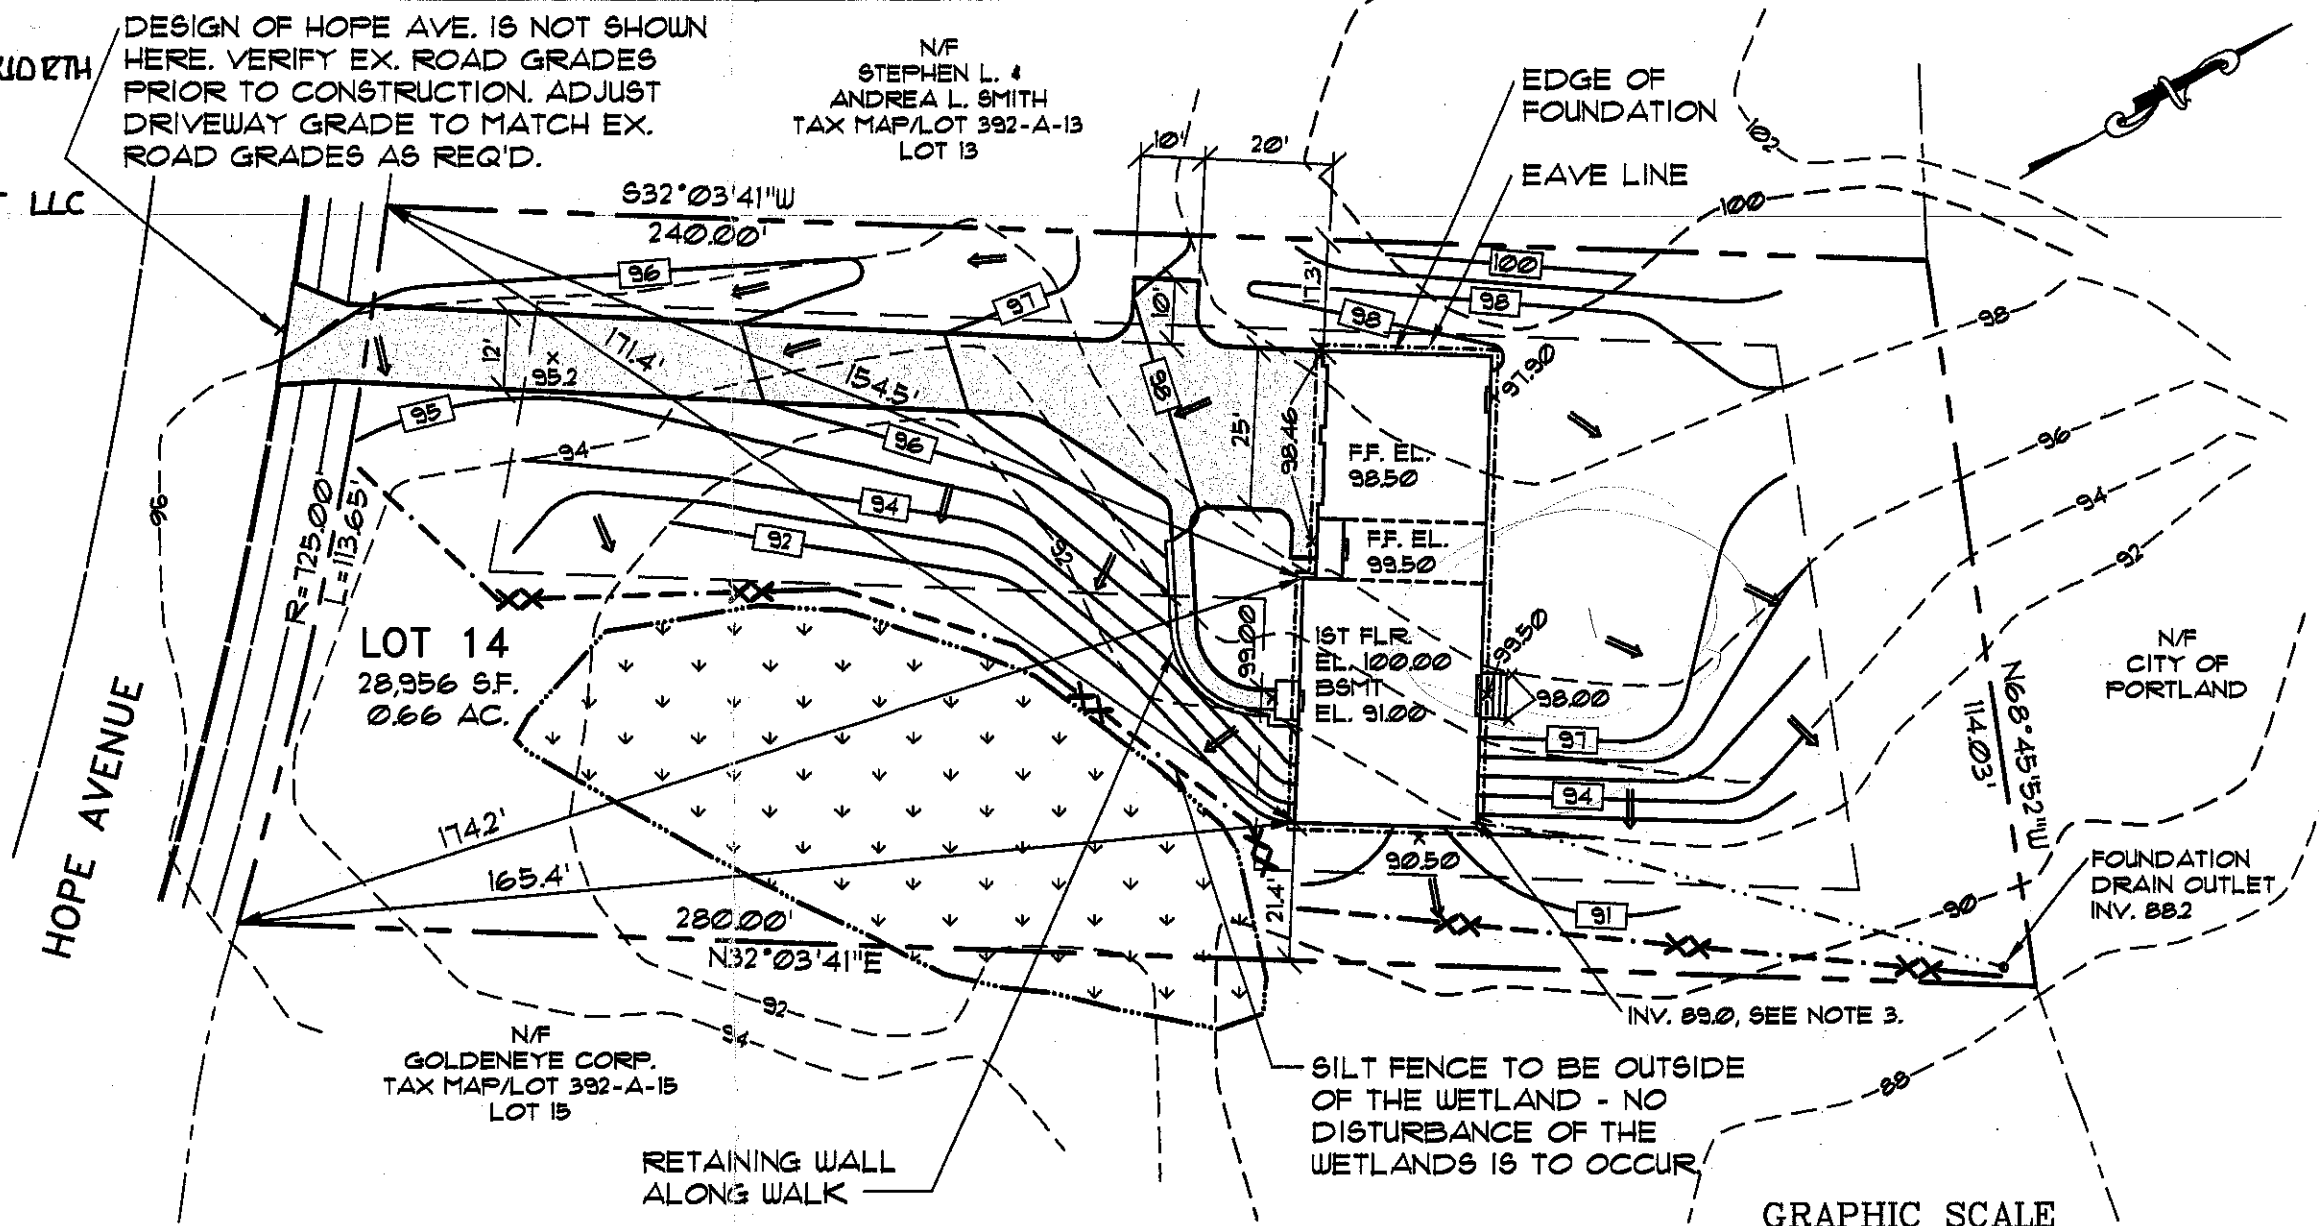 DESIGN OF HOPE AVE. IS NOT SHOWN
HERE. VERIFY EX. ROAD GRADES
PRIOR TO CONSTRUCTION. ADJUST
DRIVEWAY GRADE TO MATCH EX.
ROAD GRADES AS REQ'D.
LLC
N/F
STEPHEN L. &
ANDREA L. SMITH
TAX MAP/LOT 392-A-13
LOT 13
10'
20'
EDGE OF
FOUNDATION
EAVE LINE
102
100
S32°03'41"W
240.00'
96
97
10'
17.3'
100
98
98
98
12'
95.2
171.4'
154.5'
98
25'
98.46
97.90
95
96
94
94
92
92
96
F.F. EL.
98.50
F.F. EL.
99.50
96
94
92
R=725.00'
L=113.65'
LOT 14
28,956 S.F.
0.66 AC.
HOPE AVENUE
99.00
1ST FLR.
EL. 100.00
BSMT
EL. 91.00
99.50
98.00
97
94
N68°45'52"W
114.03'
N/F
CITY OF
PORTLAND
174.2'
165.4'
280.00'
N32°03'41"E
21.4'
90.50
91
90
FOUNDATION
DRAIN OUTLET
INV. 88.2
INV. 89.0, SEE NOTE 3.
92
94
88
N/F
GOLDENEYE CORP.
TAX MAP/LOT 392-A-15
LOT 15
RETAINING WALL
ALONG WALK
SILT FENCE TO BE OUTSIDE
OF THE WETLAND - NO
DISTURBANCE OF THE
WETLANDS IS TO OCCUR
GRAPHIC SCALE